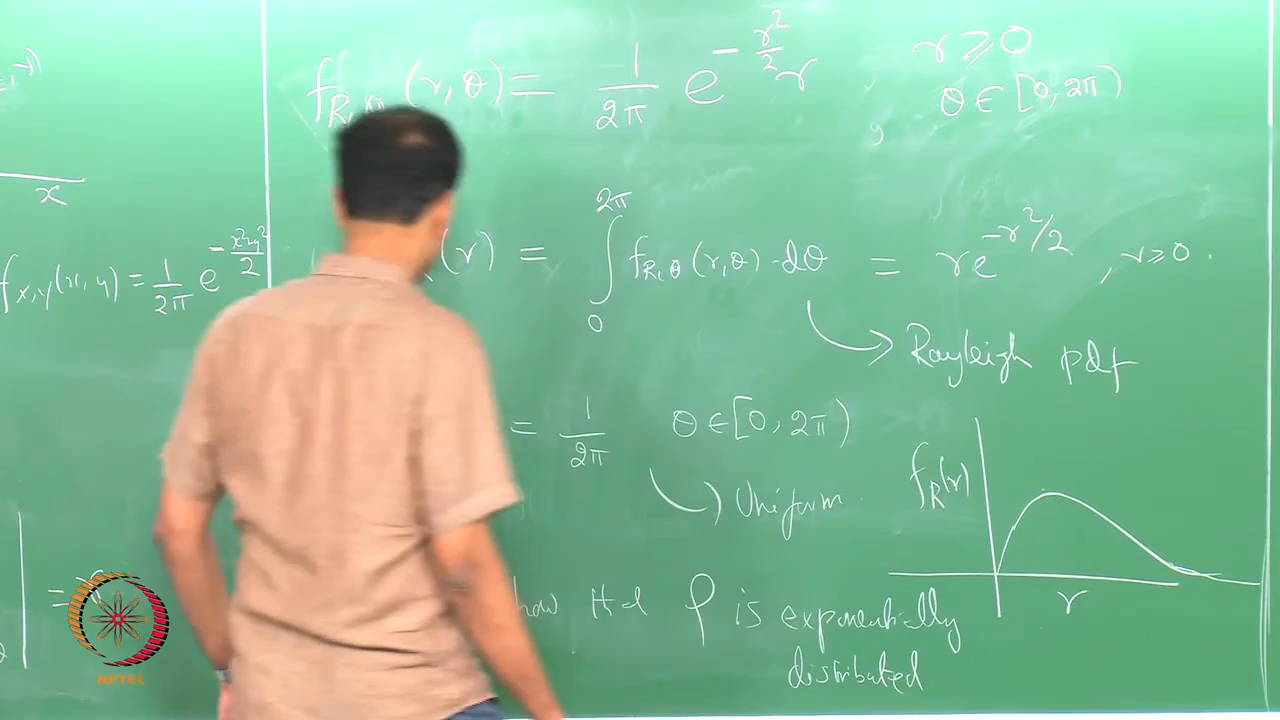 f_{R,Θ}(r,θ) = 1/2π e^{-r²/2} r    r ≥ 0
θ ∈ [0, 2π)
x
f_{X,Y}(x,y) = 1/2π e^{-x²+y²/2}
(r) = ∫_0^{2π} f_{R,Θ}(r,θ)·dθ = r e^{-r²/2}, r ≥ 0.
Rayleigh pdf
= 1/2π    θ ∈ [0, 2π)
Uniform
f_R(r)
r
how that ρ is exponentially
distributed
NPTEL